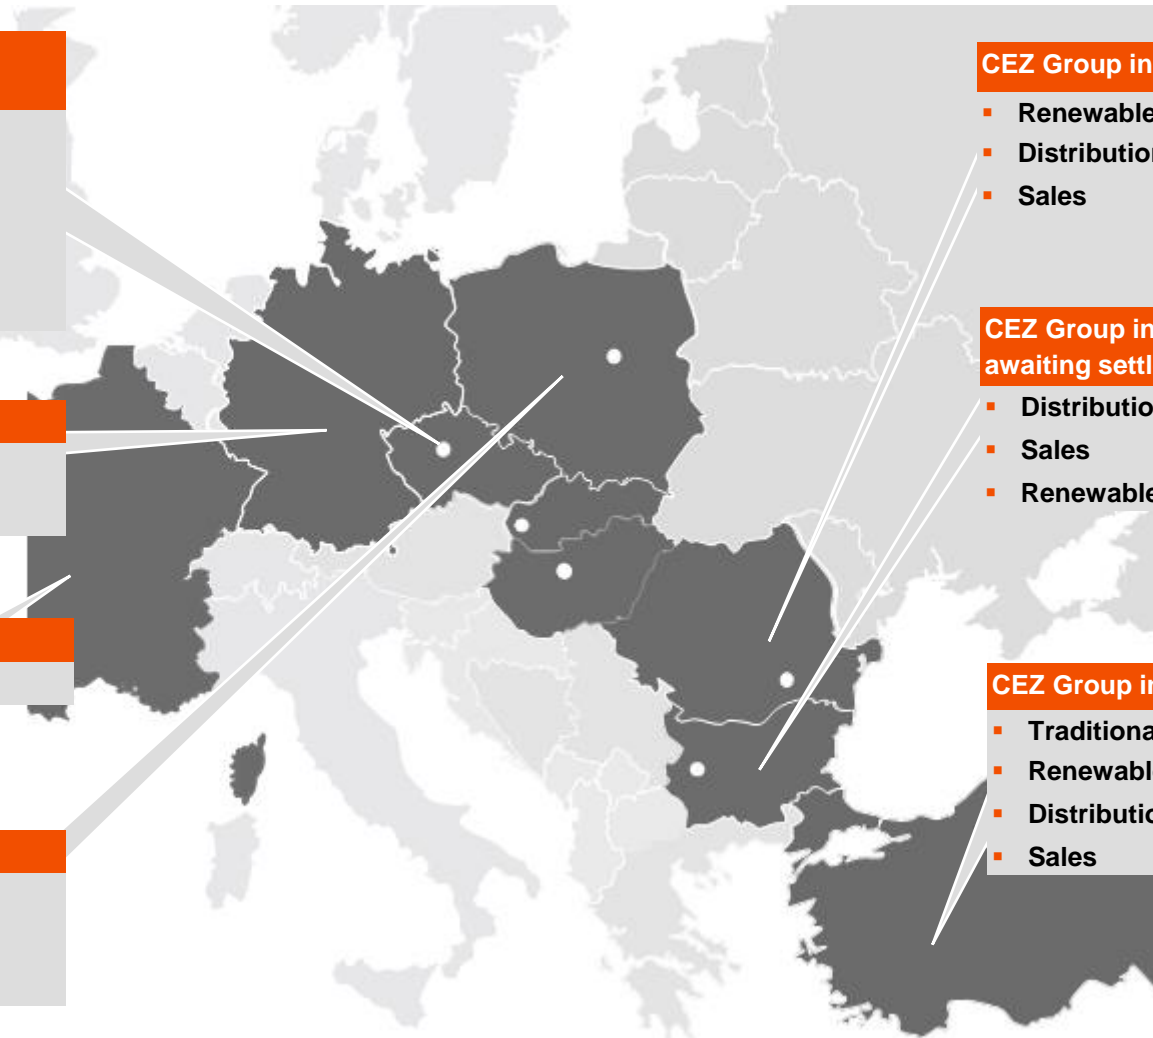 CEZ Group in
▪ Renewable
▪ Distribution
▪ Sales
CEZ Group in
awaiting settl
▪ Distributio
▪ Sales
▪ Renewable
CEZ Group in
▪ Traditiona
▪ Renewabl
▪ Distributio
▪ Sales